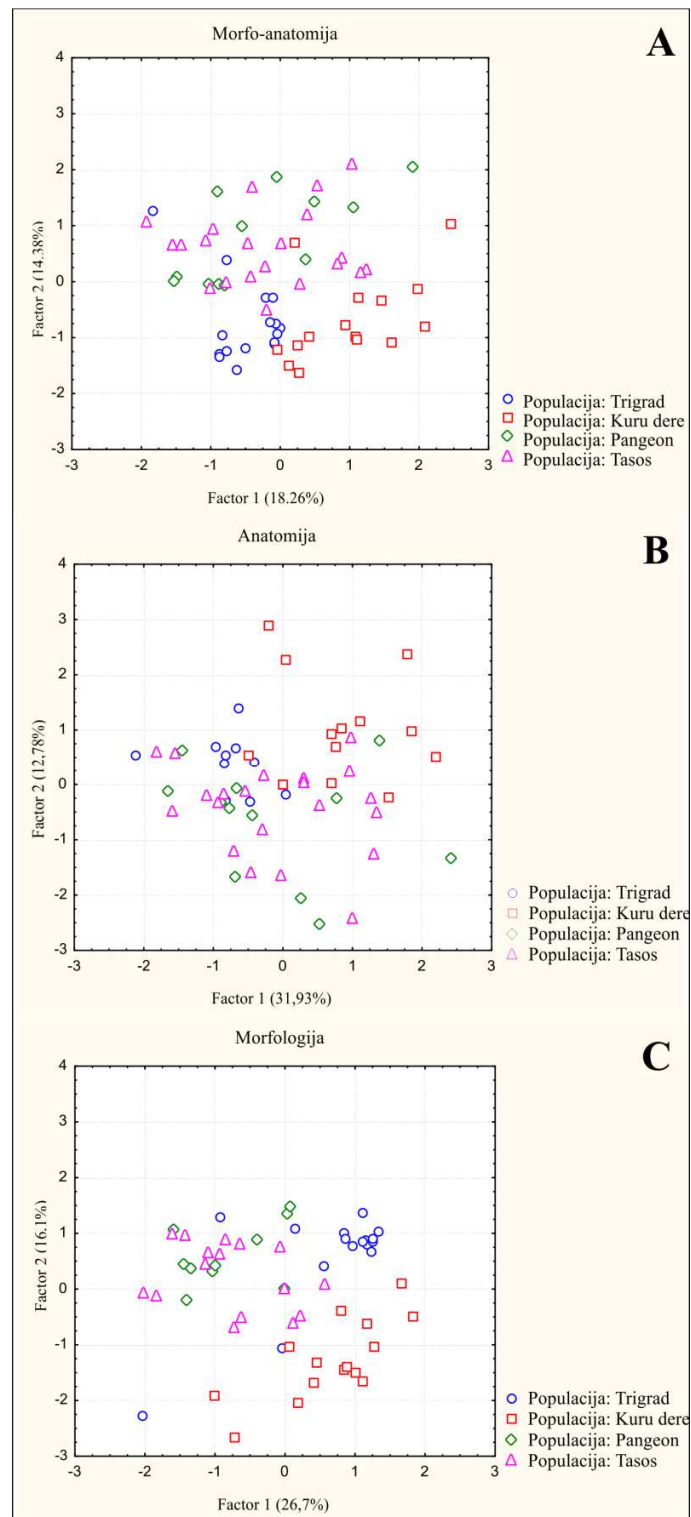 Morfo-anatomija
A
4
3
2
1
0
-1
-2
-3
-3 -2 -1 0 1 2 3
Factor 2 (14.38%)
Factor 1 (18.26%)
Populacija: Trigrad
Populacija: Kuru dere
Populacija: Pangeon
Populacija: Tasos
Anatomija
B
4
3
2
1
0
-1
-2
-3
-3 -2 -1 0 1 2 3
Factor 2 (12,78%)
Factor 1 (31,93%)
Populacija: Trigrad
Populacija: Kuru dere
Populacija: Pangeon
Populacija: Tasos
Morfologija
C
4
3
2
1
0
-1
-2
-3
-3 -2 -1 0 1 2 3
Factor 2 (16.1%)
Factor 1 (26,7%)
Populacija: Trigrad
Populacija: Kuru dere
Populacija: Pangeon
Populacija: Tasos